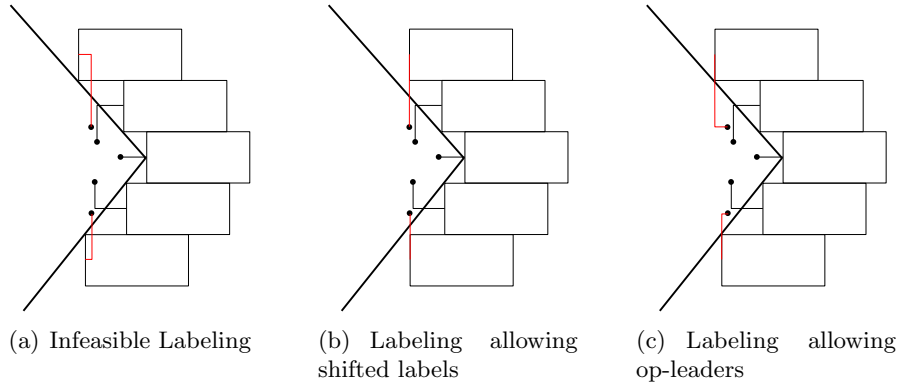 (a) Infeasible Labeling
(b) Labeling allowing
shifted labels
(c) Labeling allowing
op-leaders